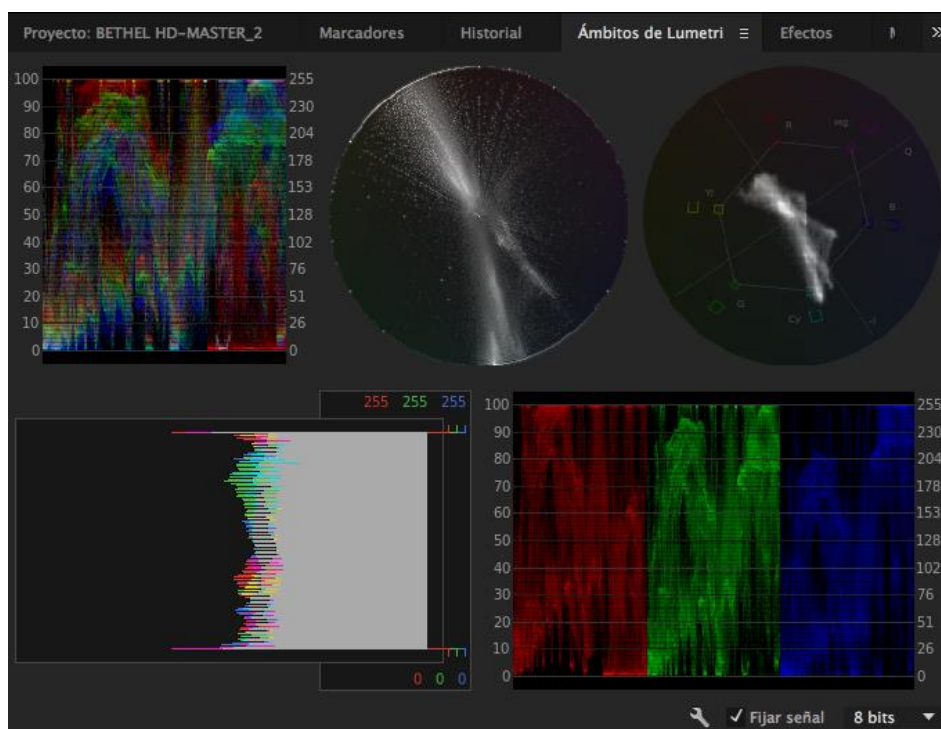 Proyecto: BETHEL HD-MASTER_2 Marcadores Historial Ámbitos de Lumetri Efectos
100 255
90 230
80 204
70 178
60 153
50 128
40 102
30 76
20 51
10 26
0 0
R Mg
Yl B
G Cy
Q
-i
255 255 255
0 0 0
100 255
90 230
80 204
70 178
60 153
50 128
40 102
30 76
20 51
10 26
0 0
Fijar señal 8 bits